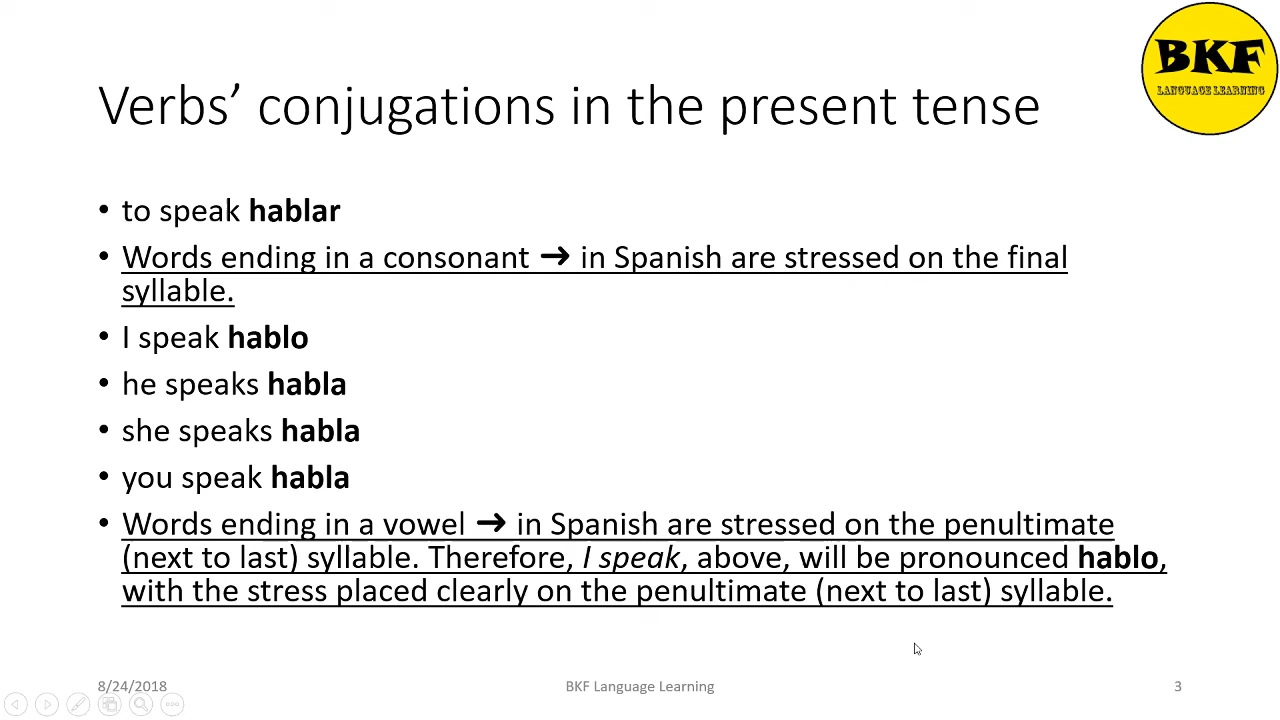 BKF
LANGUAGE LEARNING
Verbs’ conjugations in the present tense
• to speak hablar
• Words ending in a consonant ➜ in Spanish are stressed on the final
syllable.
• I speak hablo
• he speaks habla
• she speaks habla
• you speak habla
• Words ending in a vowel ➜ in Spanish are stressed on the penultimate
(next to last) syllable. Therefore, I speak, above, will be pronounced hablo,
with the stress placed clearly on the penultimate (next to last) syllable.
8/24/2018
BKF Language Learning
3